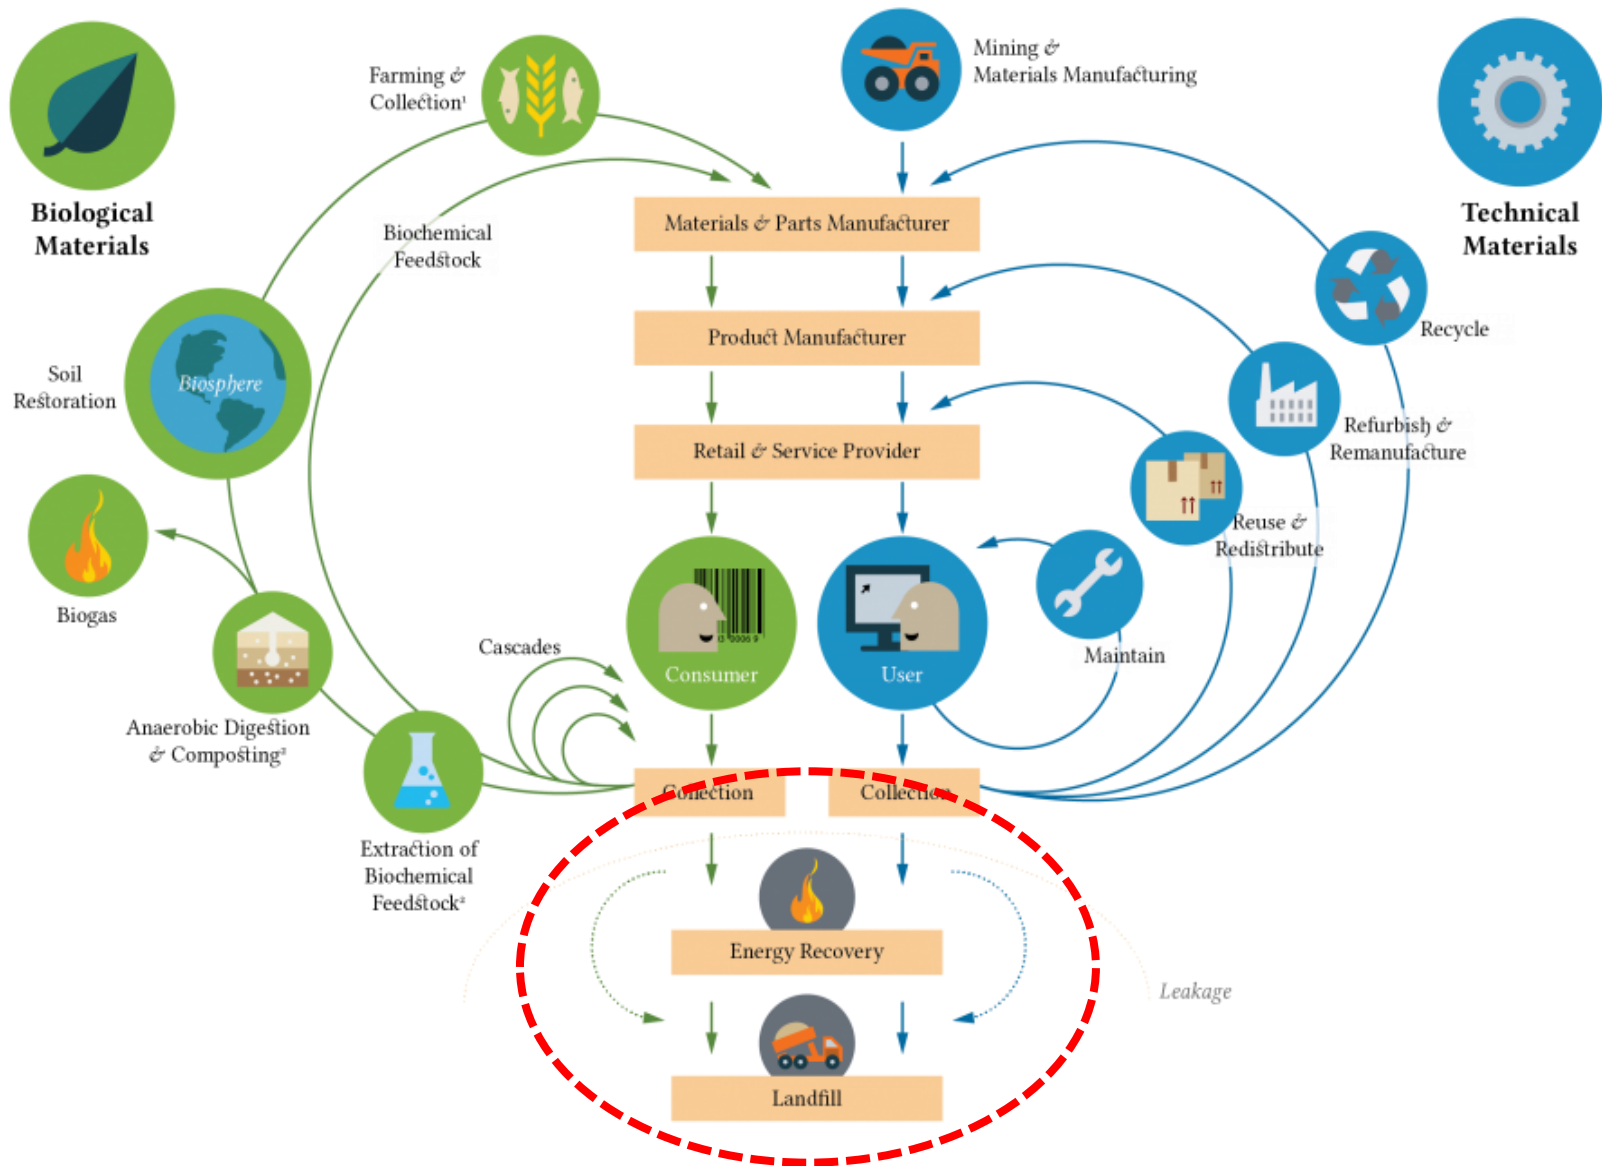 Farming &
Collection¹
Mining &
Materials Manufacturing
Biological
Materials
Technical
Materials
Materials & Parts Manufacturer
Biochemical
Feedstock
Recycle
Product Manufacturer
Soil
Restoration
Biosphere
Refurbish &
Remanufacture
Retail & Service Provider
Reuse &
Redistribute
Biogas
Cascades
Maintain
Consumer
User
Anaerobic Digestion
& Composting²
Collection
Collection
Extraction of
Biochemical
Feedstock²
Energy Recovery
Leakage
Landfill